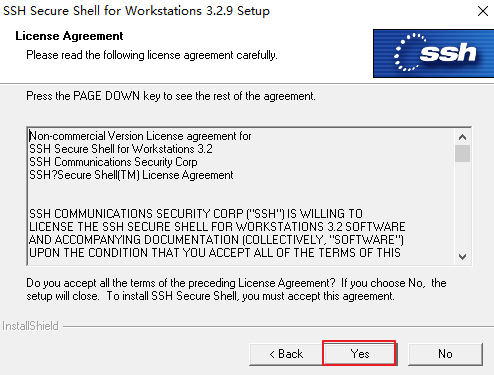 SSH Secure Shell for Workstations 3.2.9 Setup
License Agreement
Please read the following license agreement carefully.
ssh
Press the PAGE DOWN key to see the rest of the agreement.
Non-commercial Version License agreement for
SSH Secure Shell for Workstations 3.2
SSH Communications Security Corp
SSH?Secure Shell(TM) License Agreement
SSH COMMUNICATIONS SECURITY CORP ("SSH") IS WILLING TO
LICENSE THE SSH SECURE SHELL FOR WORKSTATIONS 3.2 SOFTWARE
AND ACCOMPANYING DOCUMENTATION (COLLECTIVELY, "SOFTWARE")
UPON THE CONDITION THAT YOU ACCEPT ALL OF THE TERMS OF THIS
Do you accept all the terms of the preceding License Agreement? If you choose No, the
setup will close. To install SSH Secure Shell, you must accept this agreement.
InstallShield
< Back Yes No